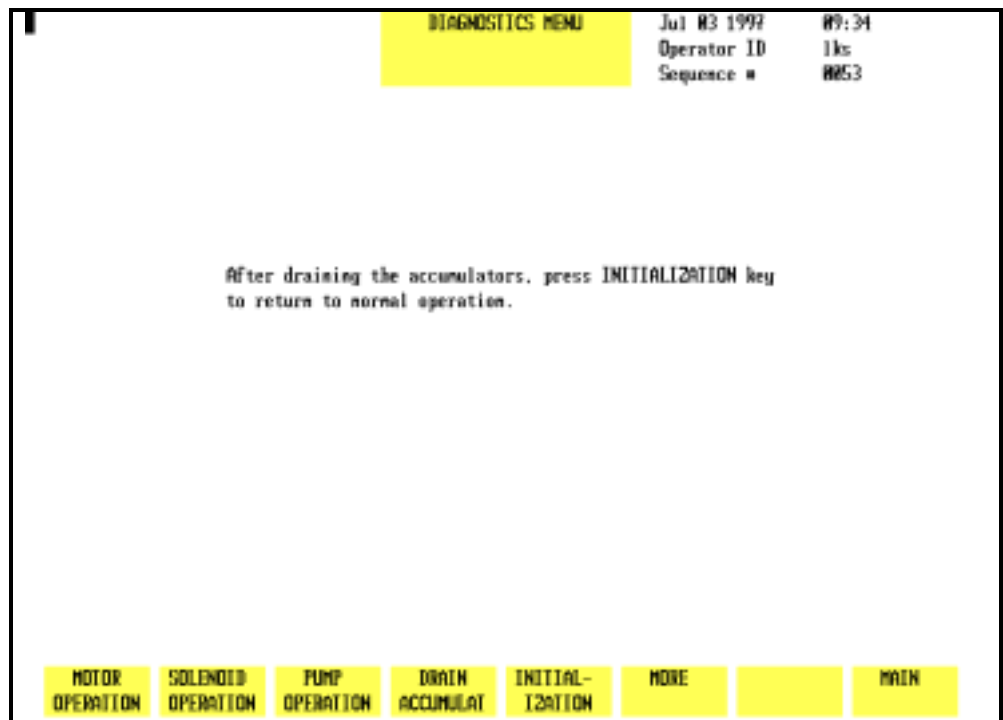 DIAGNOSTICS MENU
Jul 03 1997 09:34
Operator ID lks
Sequence # 0053
After draining the accumulators, press INITIALIZATION key
to return to normal operation.
MOTOR OPERATION
SOLENOID OPERATION
PUMP OPERATION
DRAIN ACCUMULAT
INITIAL-IZATION
MORE
MAIN